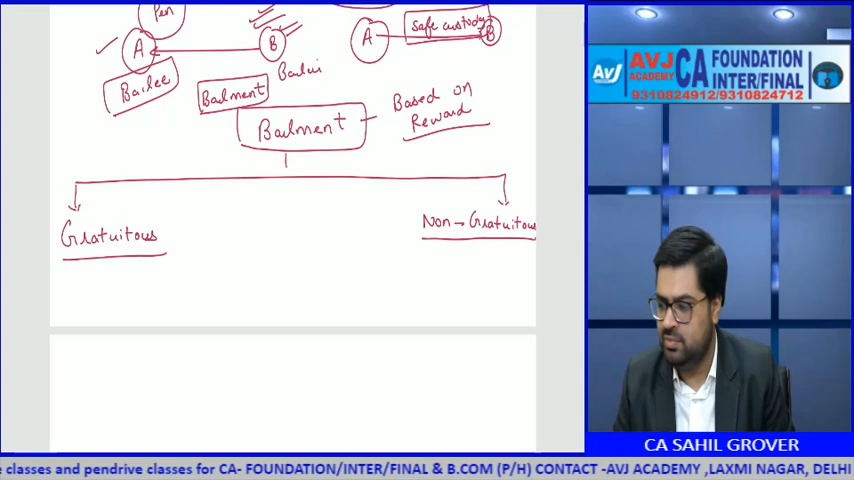 Pen
A
B
Bailee
Bailment
A
safe custody
B
Bailment
Based on
Reward
Gratuitous
Non - Gratuitous
AVJ
AVJ
ACADEMY
CA
FOUNDATION
INTER/FINAL
9310824912/9310824712
CA SAHIL GROVER
e classes and pendrive classes for CA- FOUNDATION/INTER/FINAL & B.COM (P/H) CONTACT -AVJ ACADEMY ,LAXMI NAGAR, DELHI